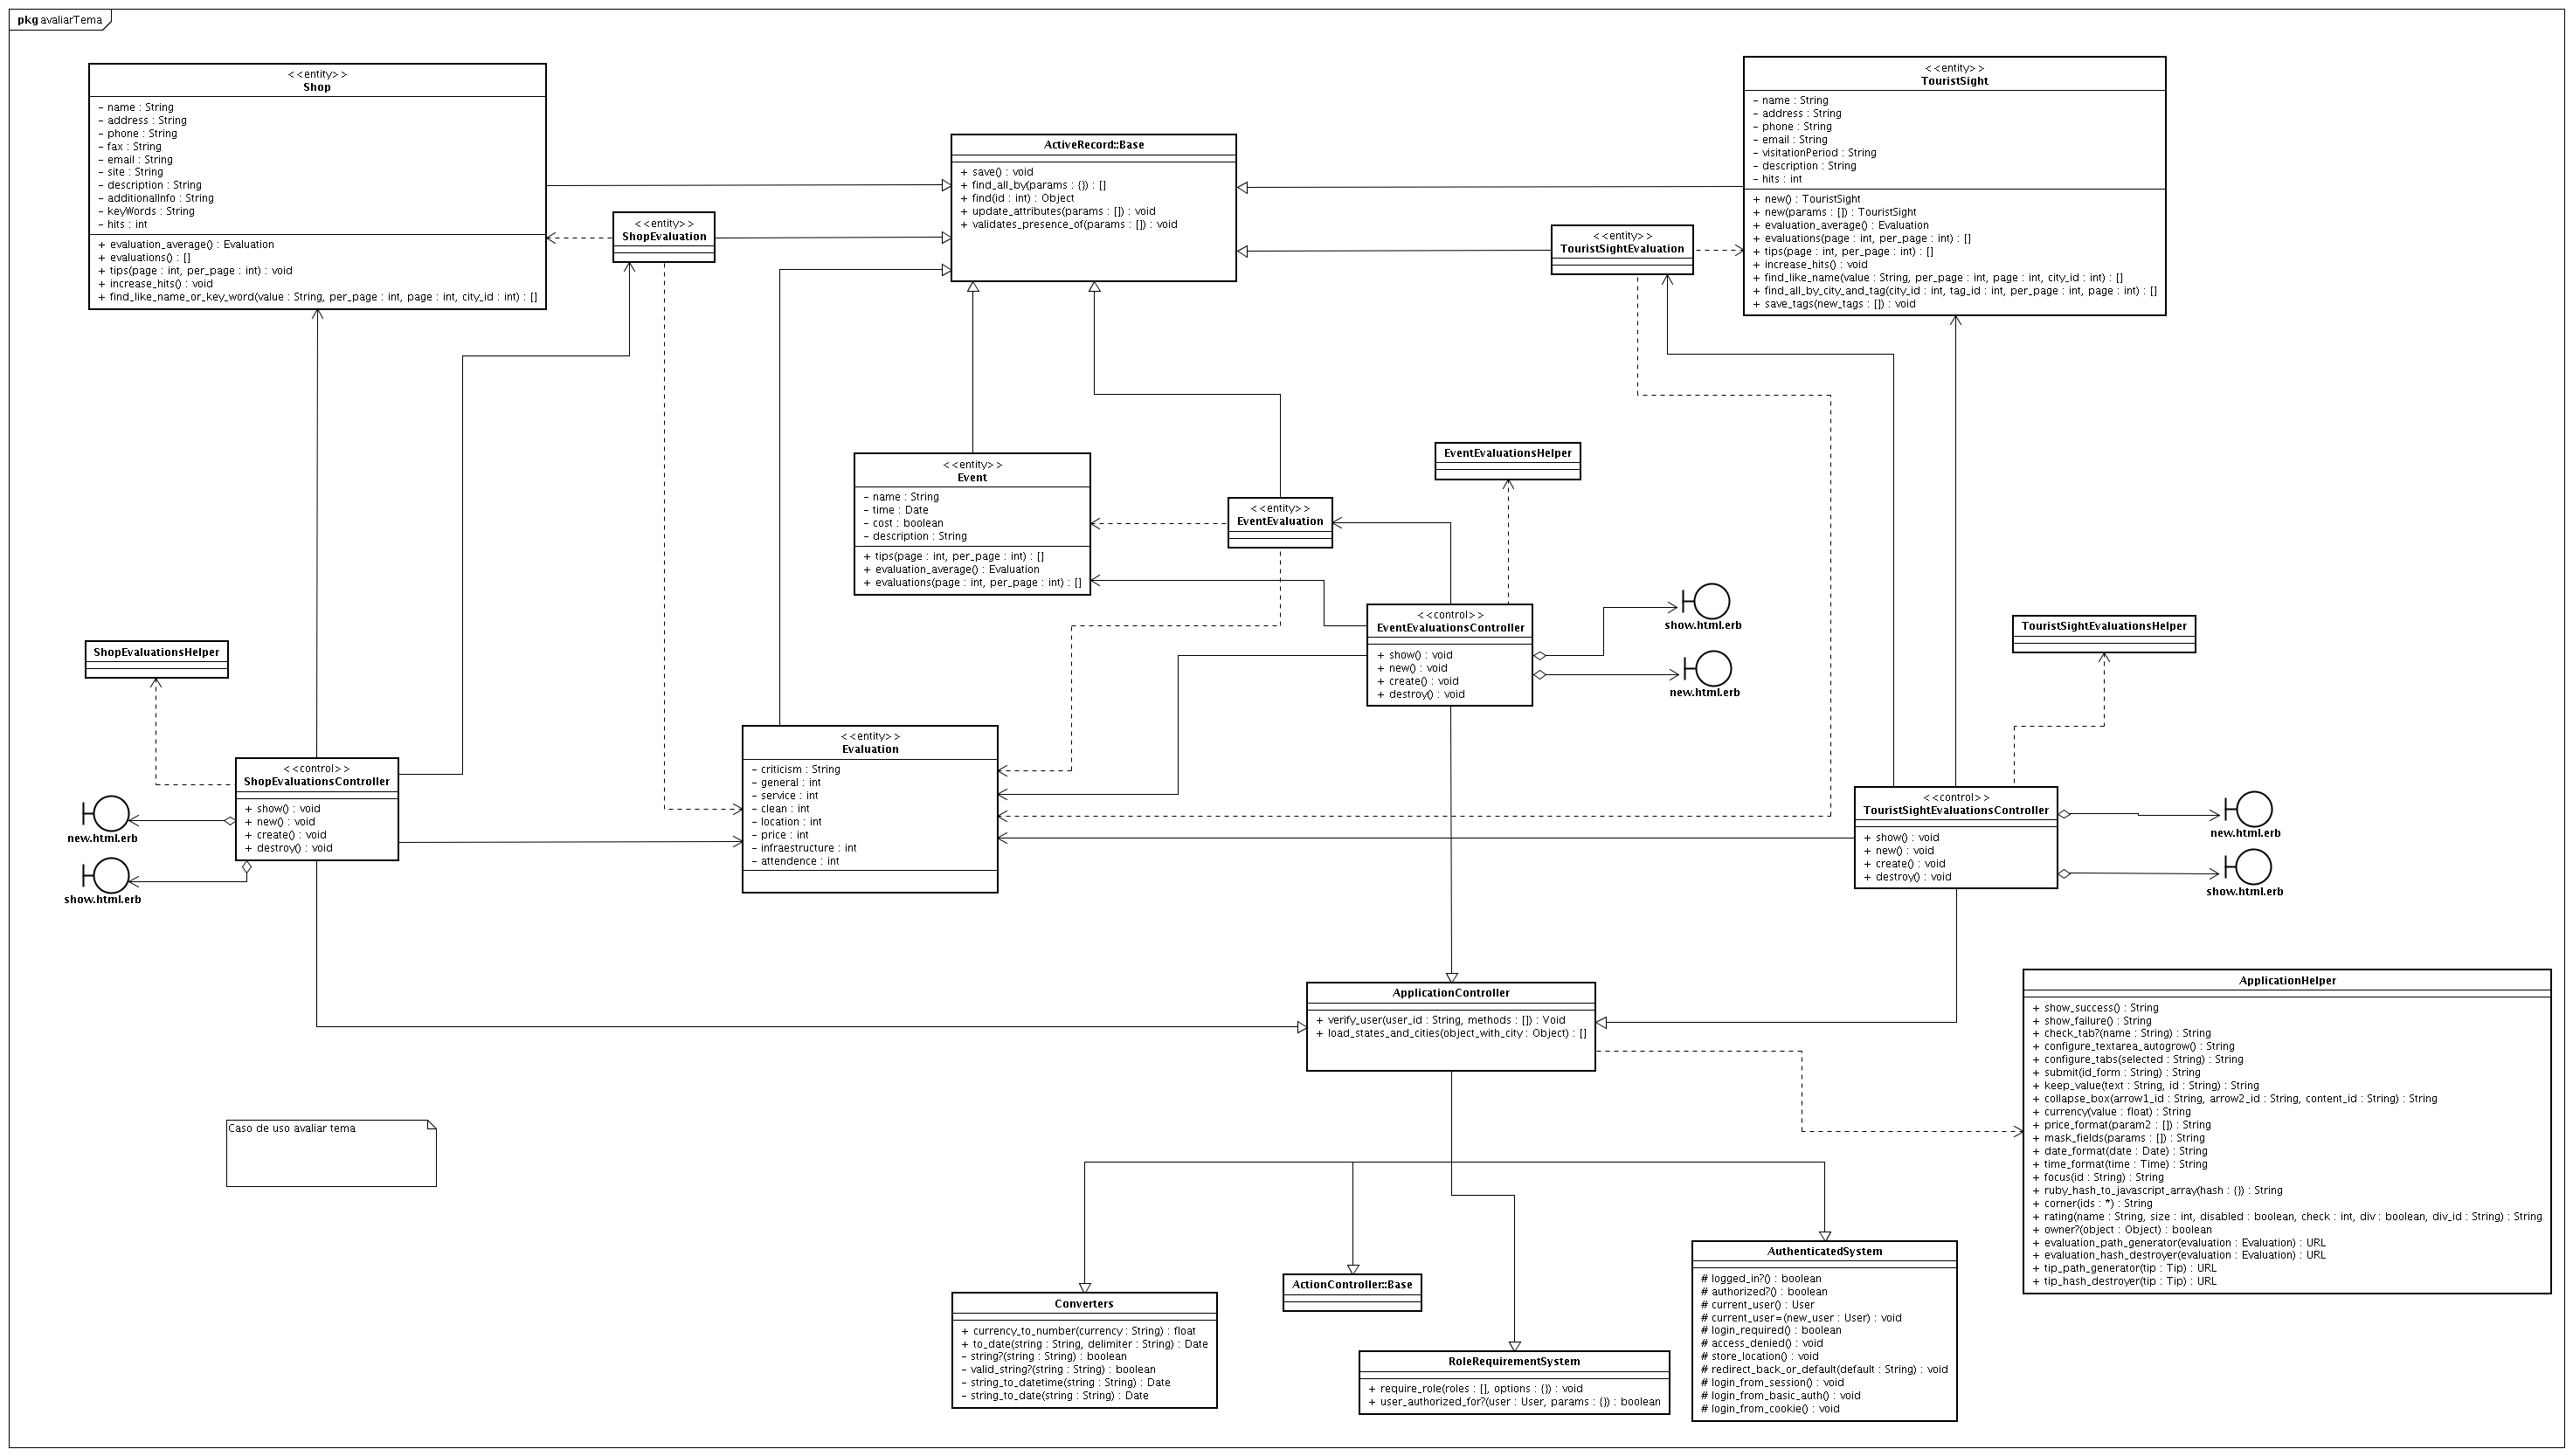 pkg avaliarTema
<<entity>>
Shop
- name : String
- address : String
- phone : String
- fax : String
- email : String
- site : String
- description : String
- additionalInfo : String
- keyWords : String
- hits : int
+ evaluation_average() : Evaluation
+ evaluations() : []
+ tips(page : int, per_page : int) : void
+ increase_hits() : void
+ find_like_name_or_key_word(value : String, per_page : int, page : int, city_id : int) : []
<<entity>>
ShopEvaluation
ActiveRecord::Base
+ save() : void
+ find_all_by(params : {}) : []
+ find(id : int) : Object
+ update_attributes(params : []) : void
+ validates_presence_of(params : []) : void
<<entity>>
TouristSightEvaluation
<<entity>>
TouristSight
- name : String
- address : String
- phone : String
- email : String
- visitationPeriod : String
- description : String
- hits : int
+ new() : TouristSight
+ new(params : []) : TouristSight
+ evaluation_average() : Evaluation
+ evaluations(page : int, per_page : int) : []
+ tips(page : int, per_page : int) : []
+ increase_hits() : void
+ find_like_name(value : String, per_page : int, page : int, city_id : int) : []
+ find_all_by_city_and_tag(city_id : int, tag_id : int, per_page : int, page : int) : []
+ save_tags(new_tags : []) : void
<<entity>>
Event
- name : String
- time : Date
- cost : boolean
- description : String
+ tips(page : int, per_page : int) : []
+ evaluation_average() : Evaluation
+ evaluations(page : int, per_page : int) : []
<<entity>>
EventEvaluation
EventEvaluationsHelper
<<control>>
EventEvaluationsController
+ show() : void
+ new() : void
+ create() : void
+ destroy() : void
show.html.erb
new.html.erb
TouristSightEvaluationsHelper
ShopEvaluationsHelper
<<control>>
ShopEvaluationsController
+ show() : void
+ new() : void
+ create() : void
+ destroy() : void
new.html.erb
show.html.erb
<<entity>>
Evaluation
- criticism : String
- general : int
- service : int
- clean : int
- location : int
- price : int
- infraestructure : int
- attendence : int
<<control>>
TouristSightEvaluationsController
+ show() : void
+ new() : void
+ create() : void
+ destroy() : void
new.html.erb
show.html.erb
ApplicationController
+ verify_user(user_id : String, methods : []) : Void
+ load_states_and_cities(object_with_city : Object) : []
ApplicationHelper
+ show_success() : String
+ show_failure() : String
+ check_tab?(name : String) : String
+ configure_textarea_autogrow() : String
+ configure_tabs(selected : String) : String
+ submit(id_form : String) : String
+ keep_value(text : String, id : String) : String
+ collapse_box(arrow1_id : String, arrow2_id : String, content_id : String) : String
+ currency(value : float) : String
+ price_format(param2 : []) : String
+ mask_fields(params : []) : String
+ date_format(date : Date) : String
+ time_format(time : Time) : String
+ focus(id : String) : String
+ ruby_hash_to_javascript_array(hash : {}) : String
+ corner(ids : *) : String
+ rating(name : String, size : int, disabled : boolean, check : int, div : boolean, div_id : String) : String
+ owner?(object : Object) : boolean
+ evaluation_path_generator(evaluation : Evaluation) : URL
+ evaluation_hash_destroyer(evaluation : Evaluation) : URL
+ tip_path_generator(tip : Tip) : URL
+ tip_hash_destroyer(tip : Tip) : URL
Caso de uso avaliar tema
Converters
+ currency_to_number(currency : String) : float
+ to_date(string : String, delimiter : String) : Date
- string?(string : String) : boolean
- valid_string?(string : String) : boolean
- string_to_datetime(string : String) : Date
- string_to_date(string : String) : Date
ActionController::Base
RoleRequirementSystem
+ require_role(roles : [], options : {}) : void
+ user_authorized_for?(user : User, params : {}) : boolean
AuthenticatedSystem
# logged_in?() : boolean
# authorized?() : boolean
# current_user() : User
# current_user=(new_user : User) : void
# login_required() : boolean
# access_denied() : void
# store_location() : void
# redirect_back_or_default(default : String) : void
# login_from_session() : void
# login_from_basic_auth() : void
# login_from_cookie() : void